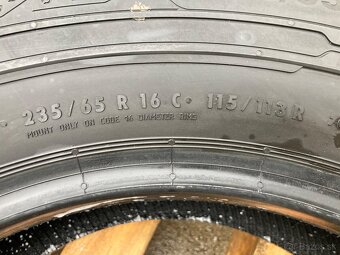 235/65 R 16 C · 115/113 R
MOUNT ONLY ON CODE 16 DIAMETER RIMS